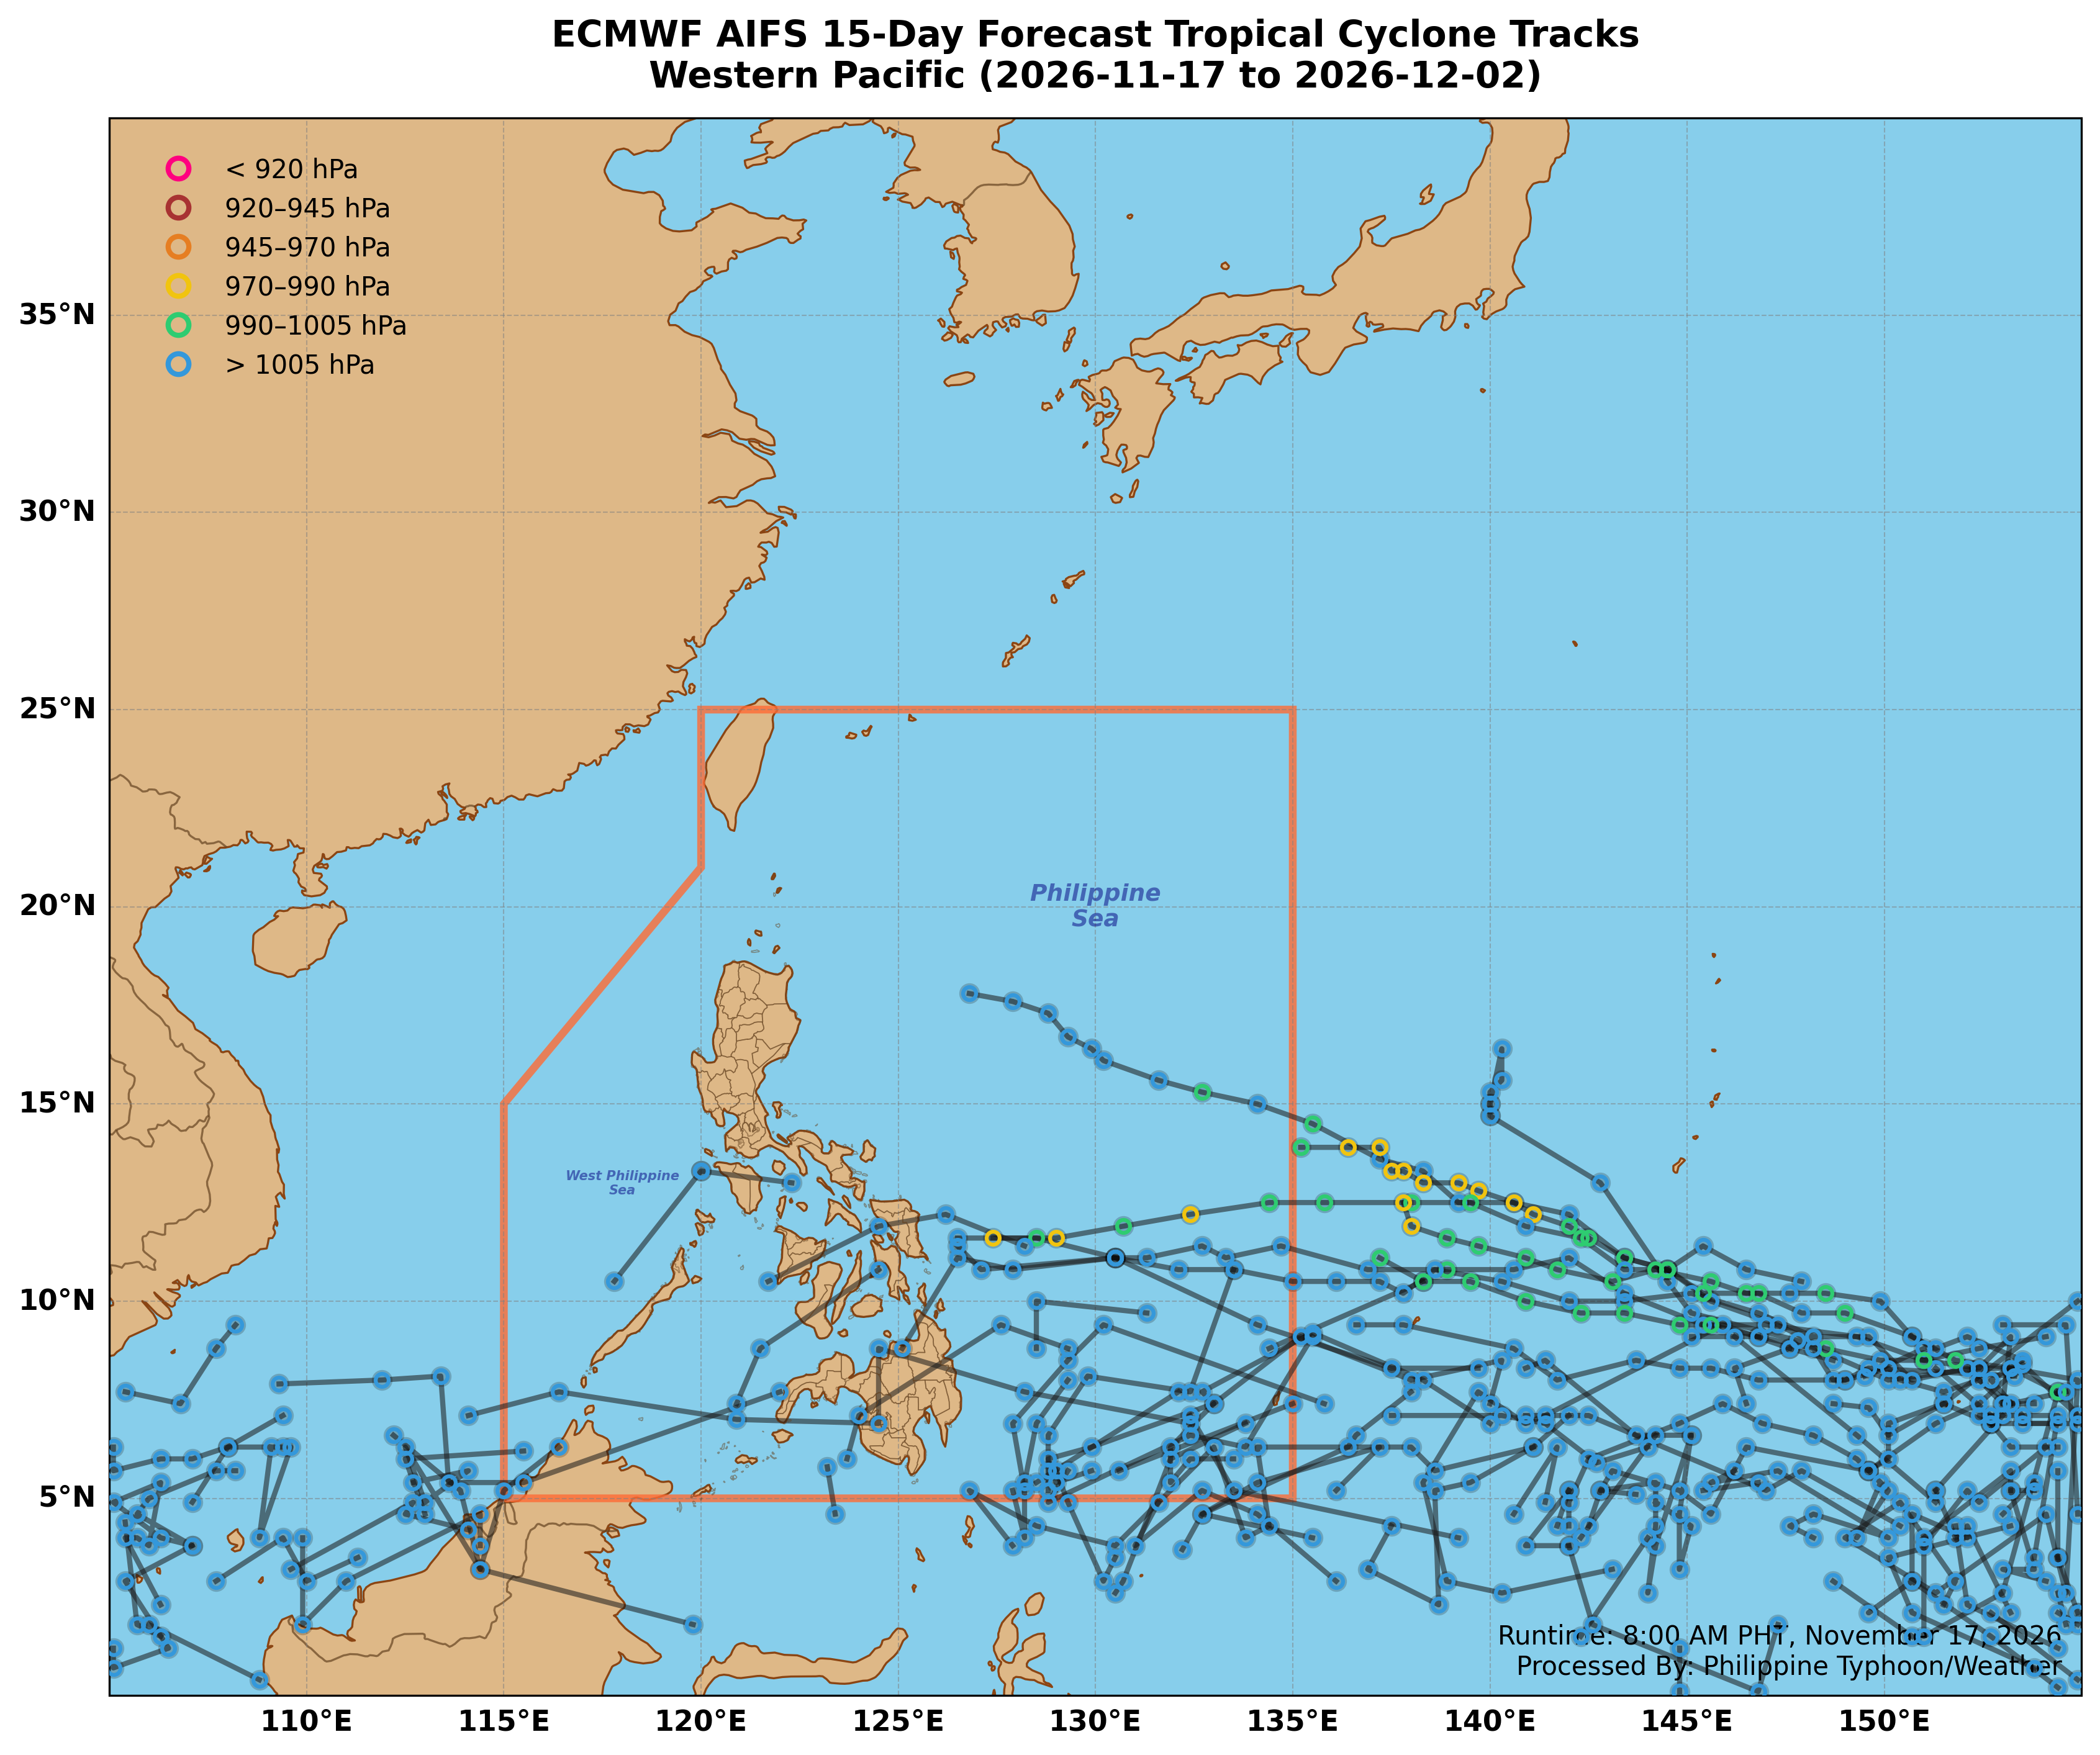 ECMWF AIFS 15-Day Forecast Tropical Cyclone Tracks
Western Pacific (2026-11-17 to 2026-12-02)
< 920 hPa
920–945 hPa
945–970 hPa
970–990 hPa
990–1005 hPa
> 1005 hPa
35°N
30°N
25°N
20°N
15°N
10°N
5°N
Philippine
Sea
West Philippine
Sea
Runtime: 8:00 AM PHT, November 17, 2026
Processed By: Philippine Typhoon/Weather
110°E
115°E
120°E
125°E
130°E
135°E
140°E
145°E
150°E